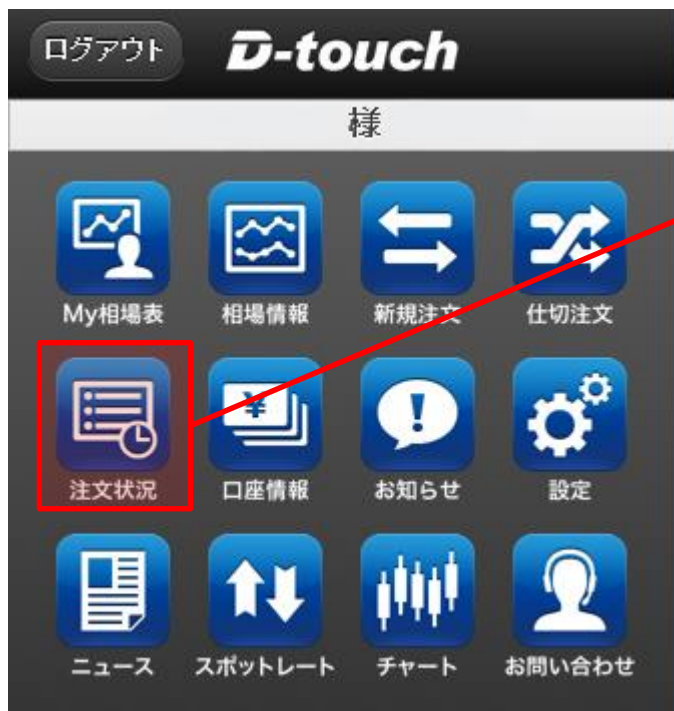 ログアウト D-touch
様
My相場表 相場情報 新規注文 仕切注文
¥ !
注文状況 口座情報 お知らせ 設定
ニュース スポットレート チャート お問い合わせ